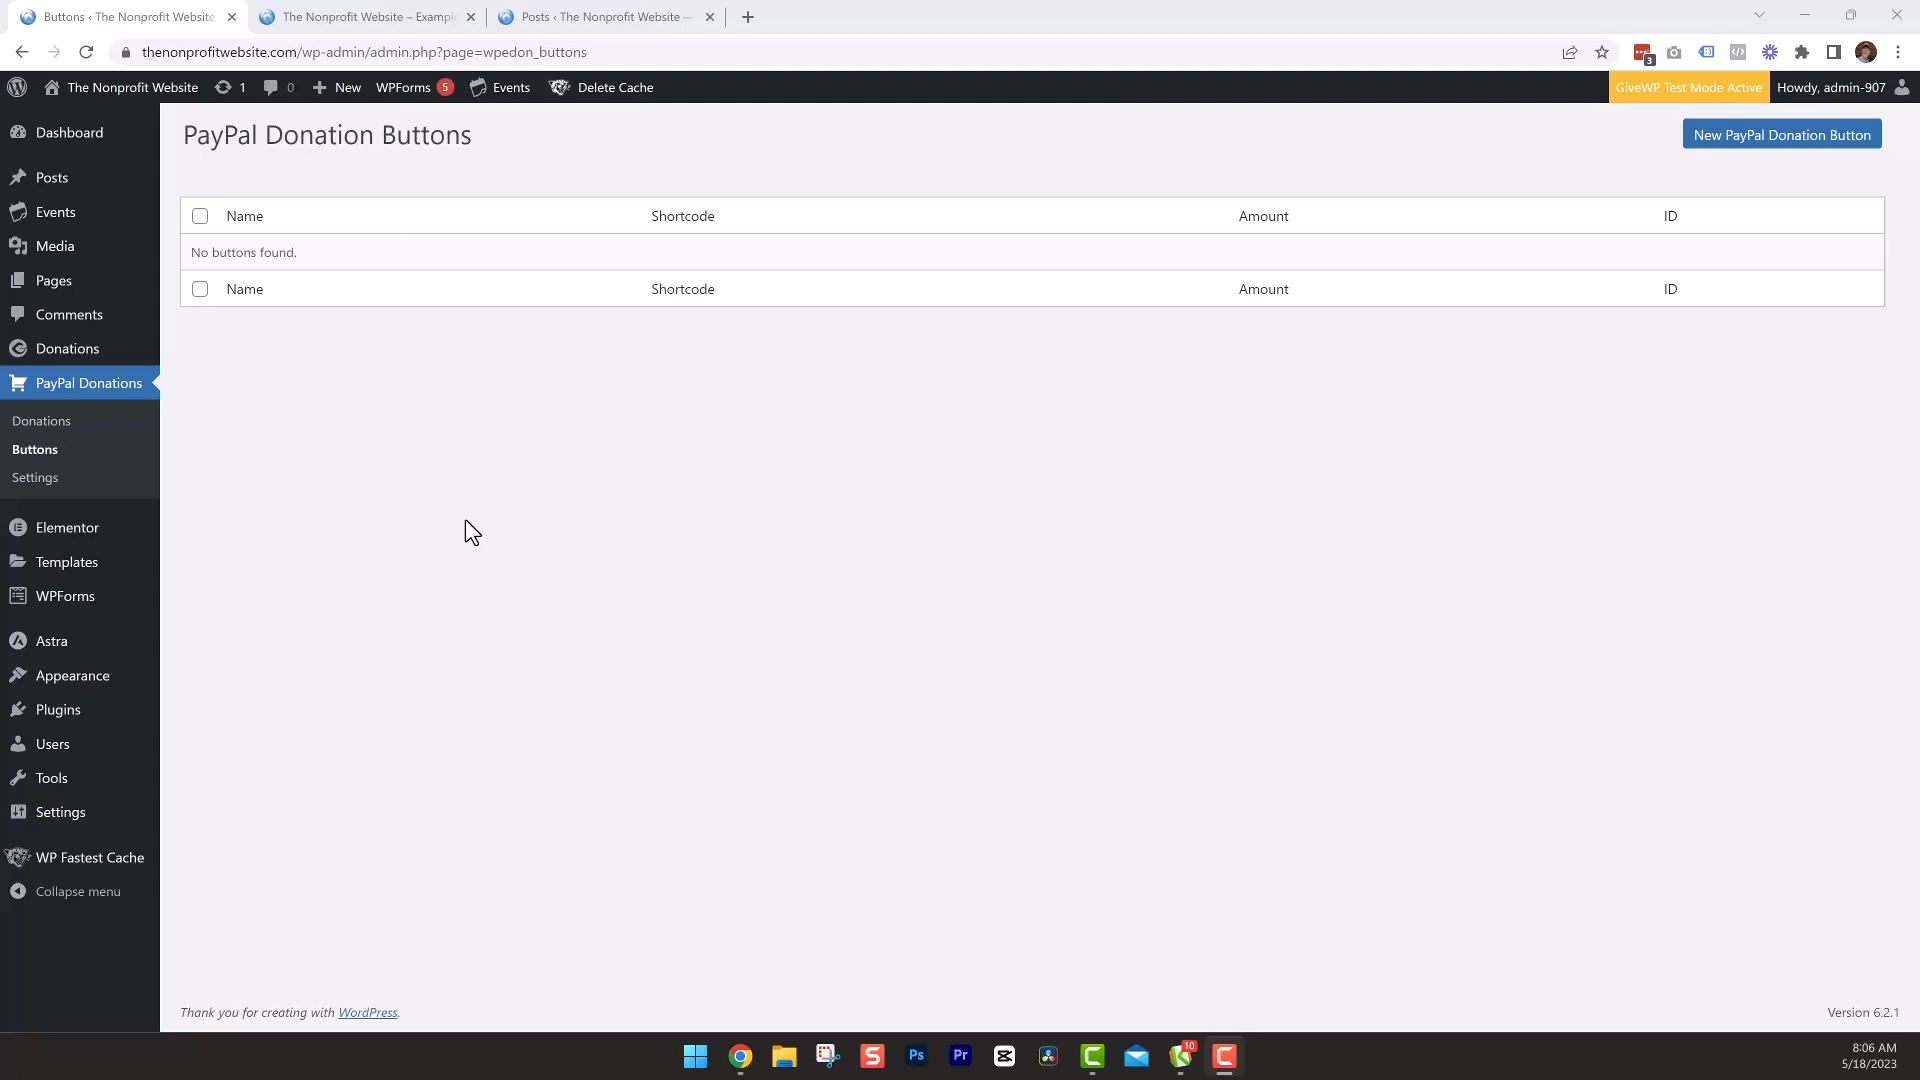 Buttons ‹ The Nonprofit Website
The Nonprofit Website – Exampl
Posts ‹ The Nonprofit Website —
thenonprofitwebsite.com/wp-admin/admin.php?page=wpedon_buttons
3
The Nonprofit Website
1
0
New
WPForms 5
Events
Delete Cache
GiveWP Test Mode Active
Howdy, admin-907
Dashboard
Posts
Events
Media
Pages
Comments
Donations
PayPal Donations
Donations
Buttons
Settings
Elementor
Templates
WPForms
Astra
Appearance
Plugins
Users
Tools
Settings
WP Fastest Cache
Collapse menu
PayPal Donation Buttons
New PayPal Donation Button
Name Shortcode Amount ID
No buttons found.
Name Shortcode Amount ID
Thank you for creating with WordPress.
Version 6.2.1
S
Ps
Pr
10
8:06 AM
5/18/2023